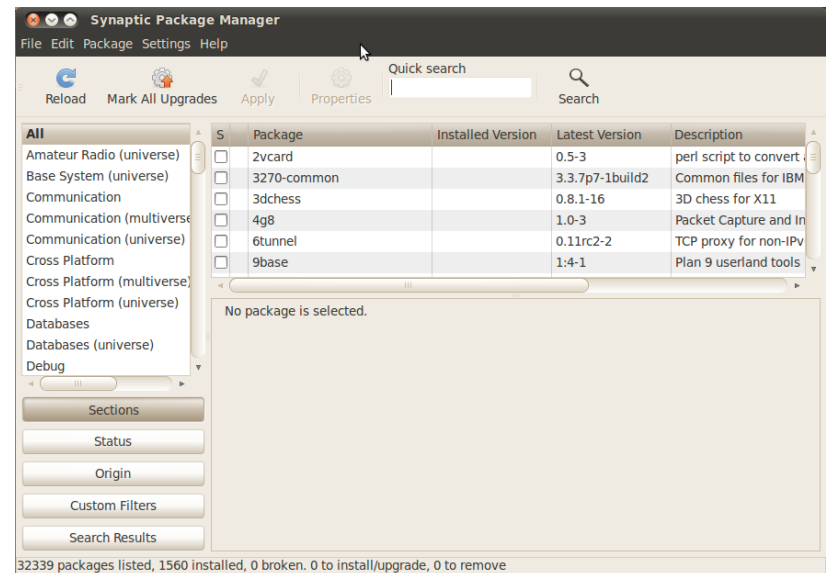 Synaptic Package Manager
File Edit Package Settings Help
Quick search
Reload Mark All Upgrades Apply Properties Search
All
Amateur Radio (universe)
Base System (universe)
Communication
Communication (multiverse
Communication (universe)
Cross Platform
Cross Platform (multiverse)
Cross Platform (universe)
Databases
Databases (universe)
Debug
Sections
Status
Origin
Custom Filters
Search Results
S Package Installed Version Latest Version Description
2vcard 0.5-3 perl script to convert
3270-common 3.3.7p7-1build2 Common files for IBM
3dchess 0.8.1-16 3D chess for X11
4g8 1.0-3 Packet Capture and In
6tunnel 0.11rc2-2 TCP proxy for non-IPv
9base 1:4-1 Plan 9 userland tools
No package is selected.
32339 packages listed, 1560 installed, 0 broken. 0 to install/upgrade, 0 to remove